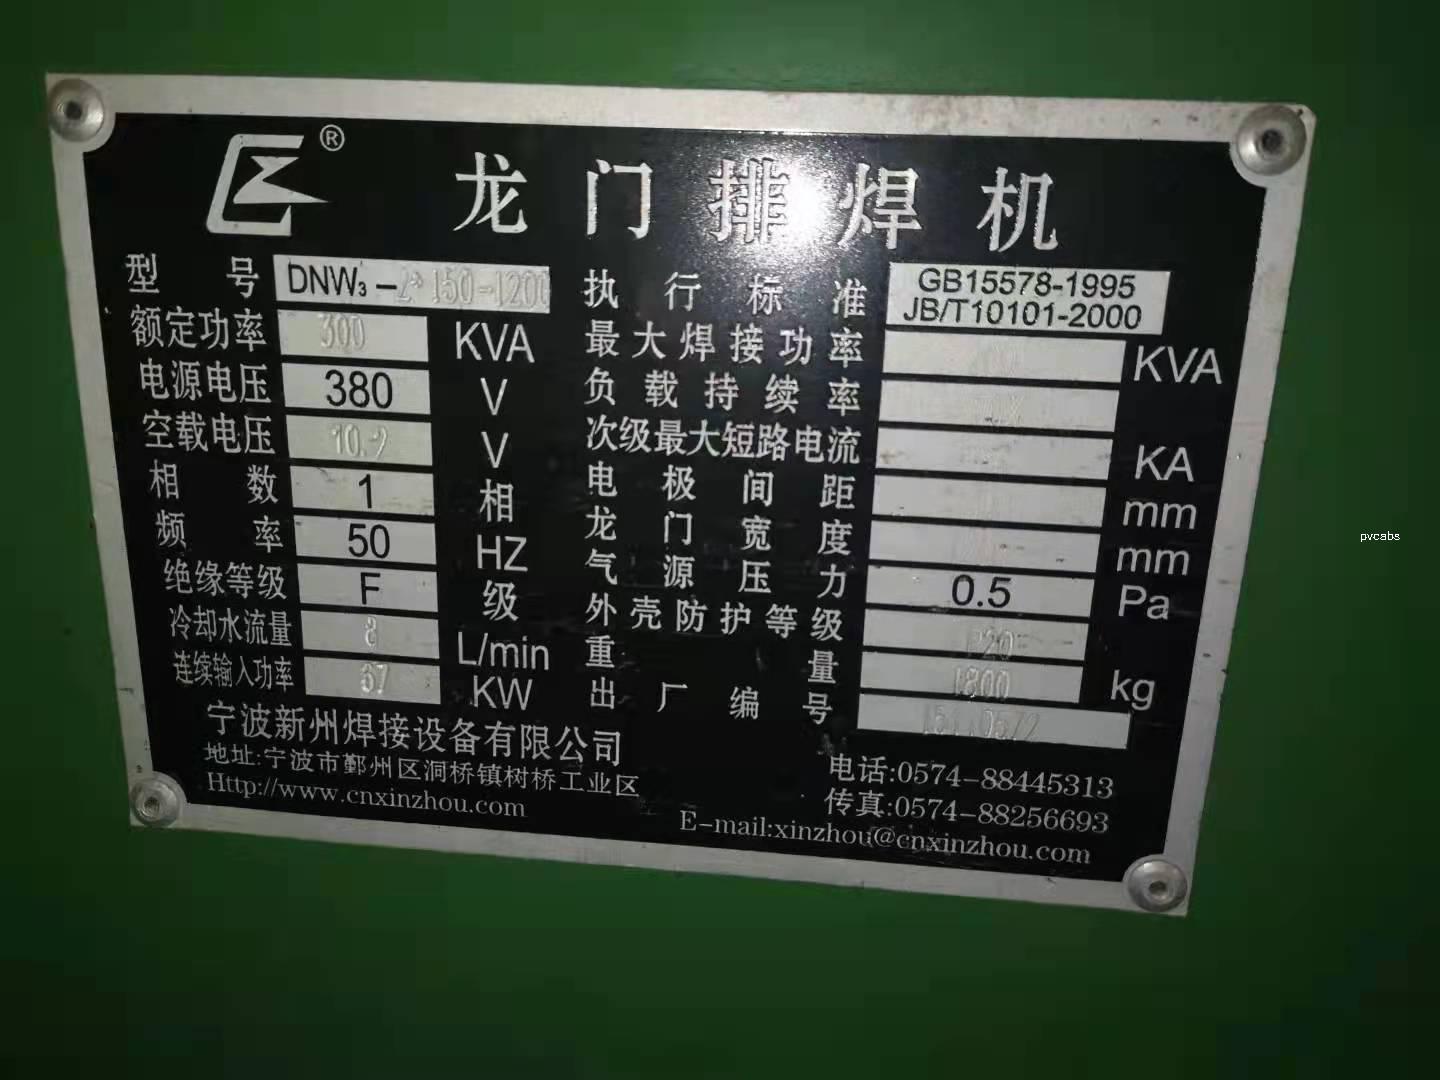 ®
龙门排焊机
型号 DNW₃-2*150-1200
额定功率 300 KVA
电源电压 380 V
空载电压 10.9 V
相数 1 相
频率 50 HZ
绝缘等级 F 级
冷却水流量 8 L/min
连续输入功率 67 KW
执行标准 GB15578-1995
JB/T10101-2000
最大焊接功率 KVA
负载持续率
次级最大短路电流 KA
电极间距 mm
龙门宽度 mm
气源压力 0.5 Pa
外壳防护等级
重量 1800 kg
出厂编号
宁波新州焊接设备有限公司
地址:宁波市鄞州区洞桥镇树桥工业区
Http://www.cnxinzhou.com
电话:0574-88445313
传真:0574-88256693
E-mail:xinzhou@cnxinzhou.com
pvcabs